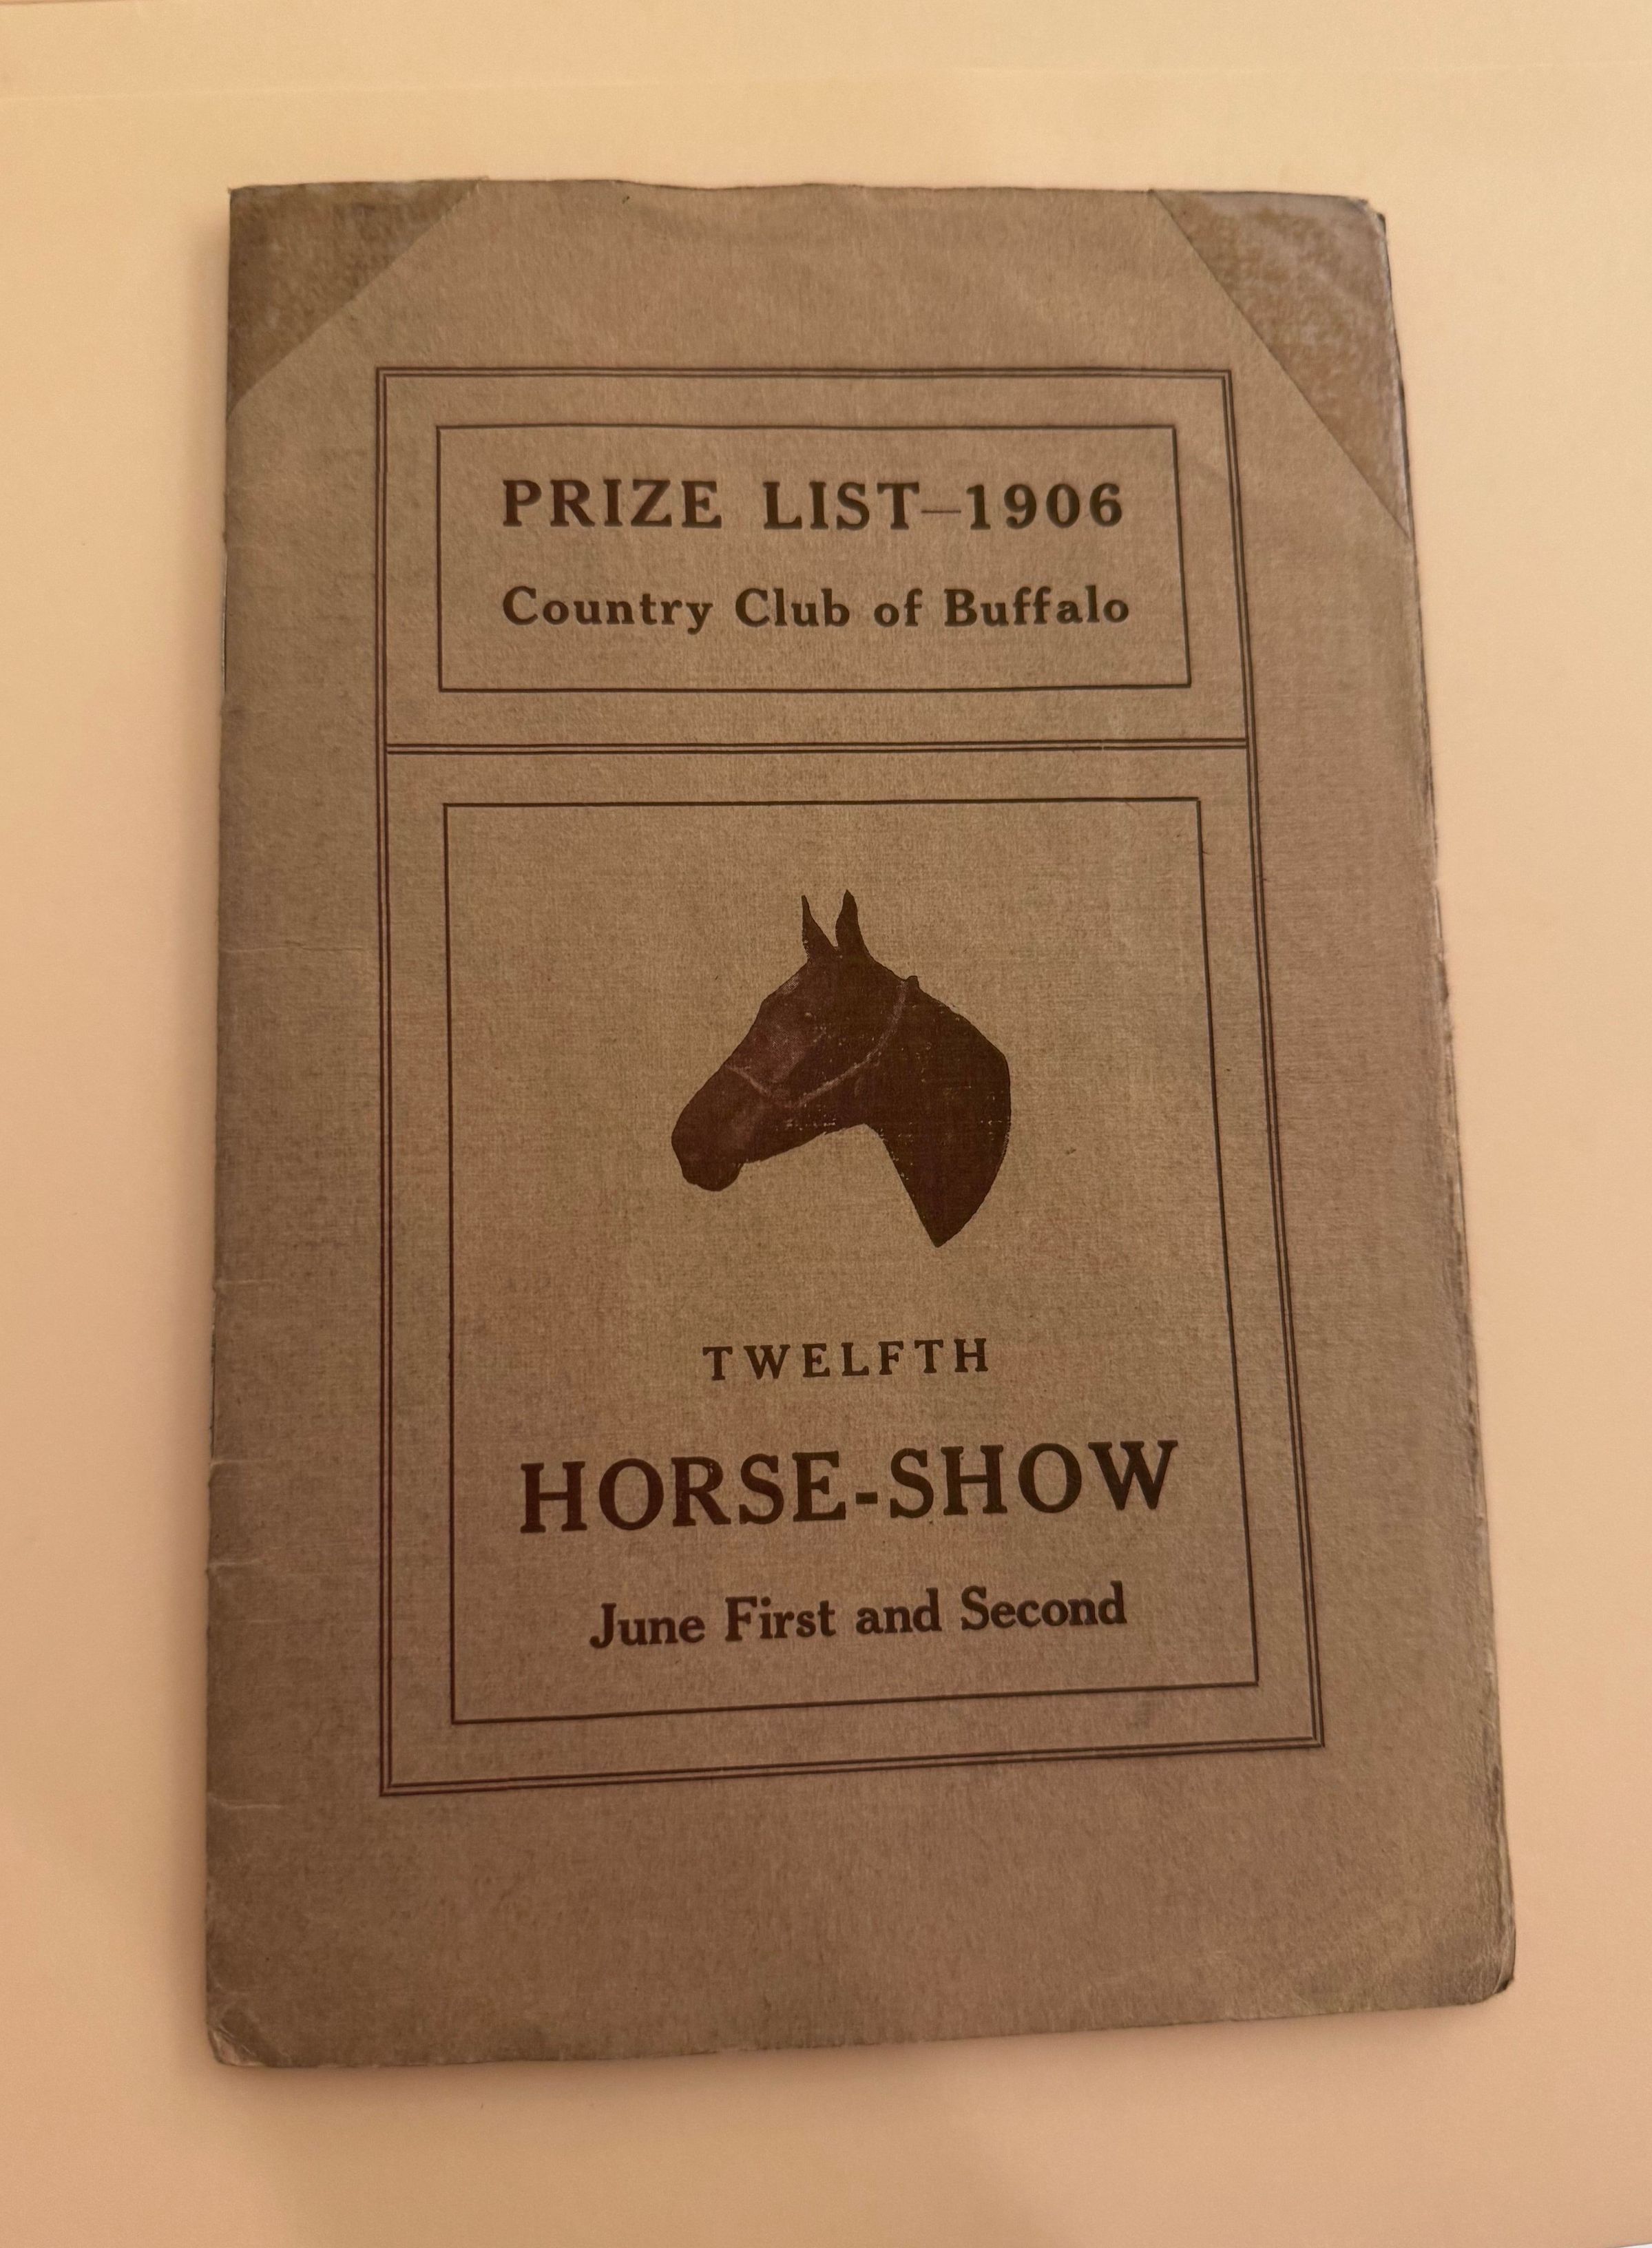 PRIZE LIST—1906
Country Club of Buffalo
TWELFTH
HORSE-SHOW
June First and Second